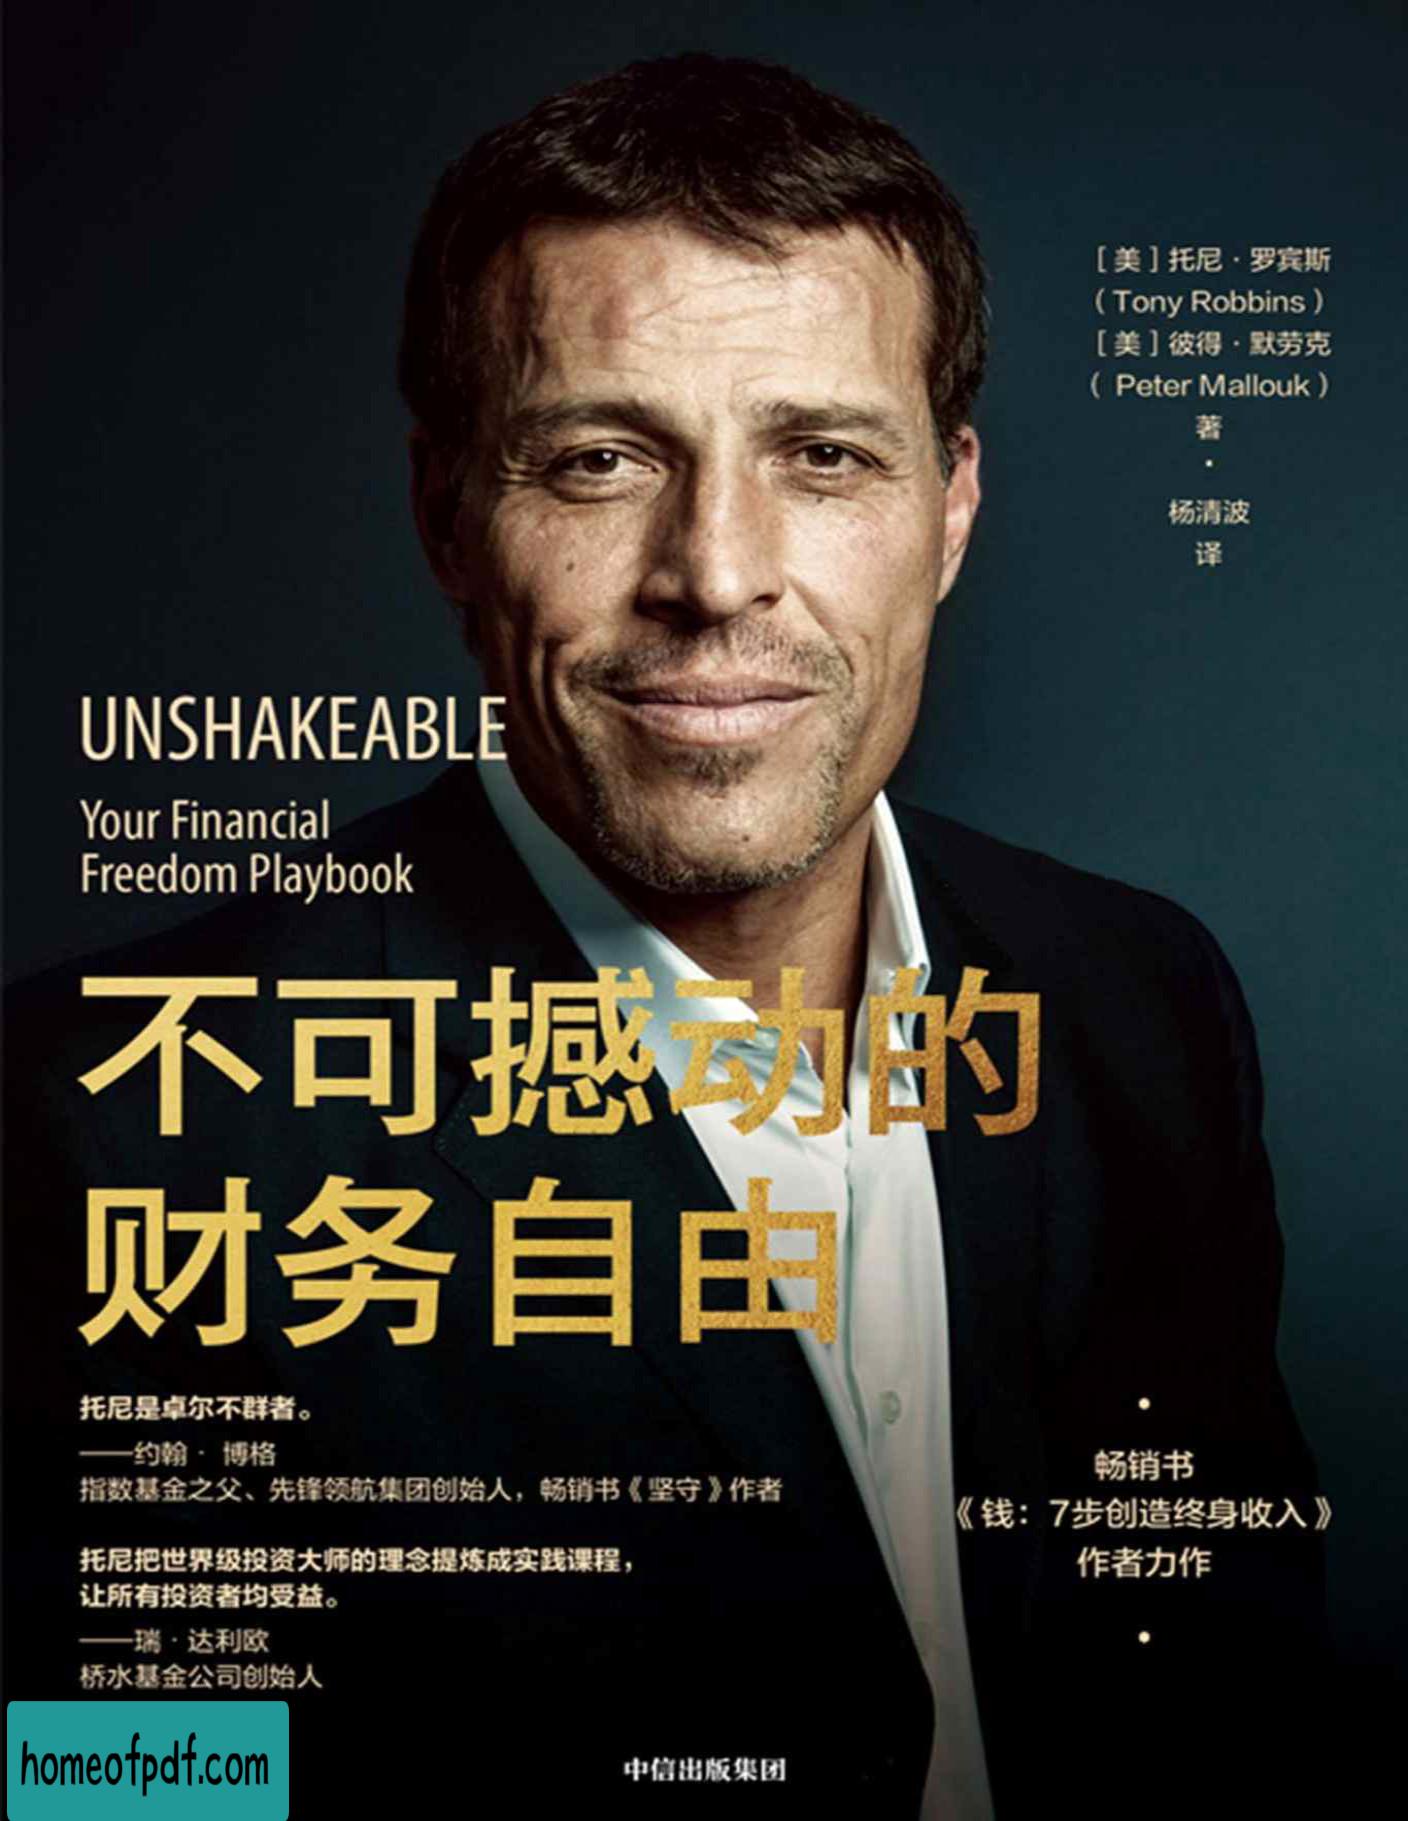 [美]托尼·罗宾斯
(Tony Robbins)
[美]彼得·默劳克
( Peter Mallouk)
著
·
杨清波
译
UNSHAKEABLE
Your Financial
Freedom Playbook
不可撼动的
财务自由
托尼是卓尔不群者。
——约翰· 博格
指数基金之父、先锋领航集团创始人，畅销书《坚守》作者
托尼把世界级投资大师的理念提炼成实践课程，
让所有投资者均受益。
——瑞·达利欧
桥水基金公司创始人
•
畅销书
《钱：7步创造终身收入》
作者力作
•
中信出版集团
homeofpdf.com